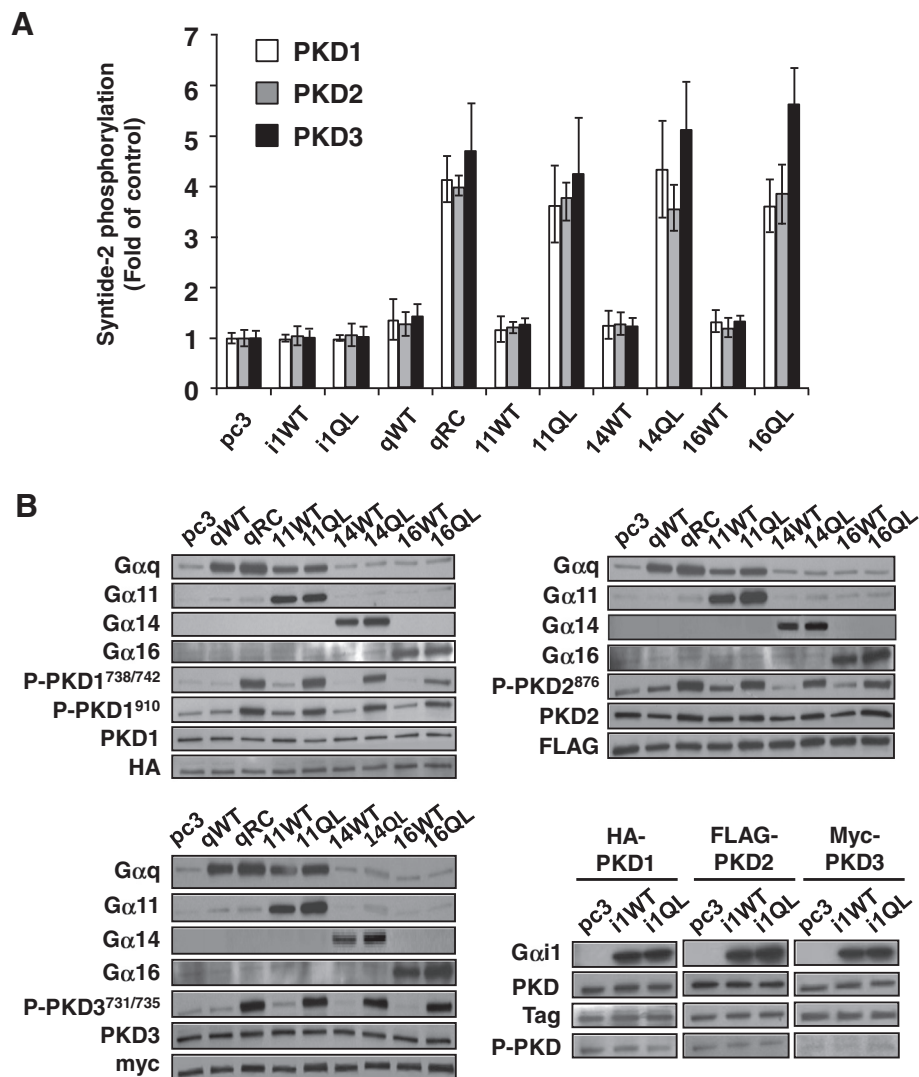 A
Syntide-2 phosphorylation
(Fold of control)
7
6
5
4
3
2
1
0
PKD1
PKD2
PKD3
pc3 i1WT i1QL qWT qRC 11WT 11QL 14WT 14QL 16WT 16QL
B
pc3 qWT qRC 11WT 11QL 14WT 14QL 16WT 16QL
Gαq
Gα11
Gα14
Gα16
P-PKD1738/742
P-PKD1910
PKD1
HA
pc3 qWT qRC 11WT 11QL 14WT 14QL 16WT 16QL
Gαq
Gα11
Gα14
Gα16
P-PKD2876
PKD2
FLAG
pc3 qWT qRC 11WT 11QL 14WT 14QL 16WT 16QL
Gαq
Gα11
Gα14
Gα16
P-PKD3731/735
PKD3
myc
HA-
PKD1
FLAG-
PKD2
Myc-
PKD3
pc3 i1WT i1QL pc3 i1WT i1QL pc3 i1WT i1QL
Gαi1
PKD
Tag
P-PKD